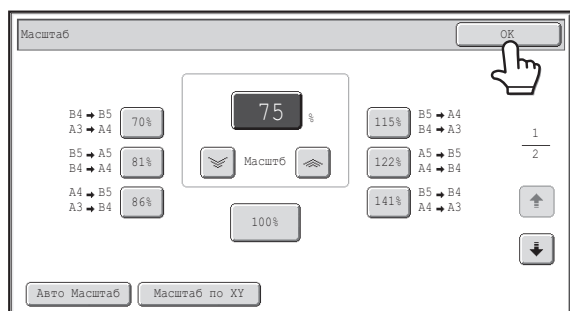 Масштаб
OK
B4 → B5
A3 → A4
70%
B5 → A5
B4 → A4
81%
A4 → B5
A3 → B4
86%
75 %
Масштб
100%
115%
B5 → A4
B4 → A3
122%
A5 → B5
A4 → B4
141%
B5 → B4
A4 → A3
1
2
Авто Масштаб
Масштаб по XY